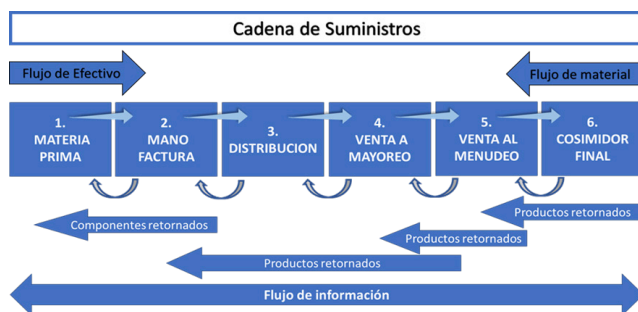 Cadena de Suministros
Flujo de Efectivo
Flujo de material
1.
MATERIA
PRIMA
2.
MANO
FACTURA
3.
DISTRIBUCION
4.
VENTA A
MAYOREO
5.
VENTA AL
MENUDEO
6.
COSIMIDOR
FINAL
Componentes retornados
Productos retornados
Productos retornados
Productos retornados
Flujo de información